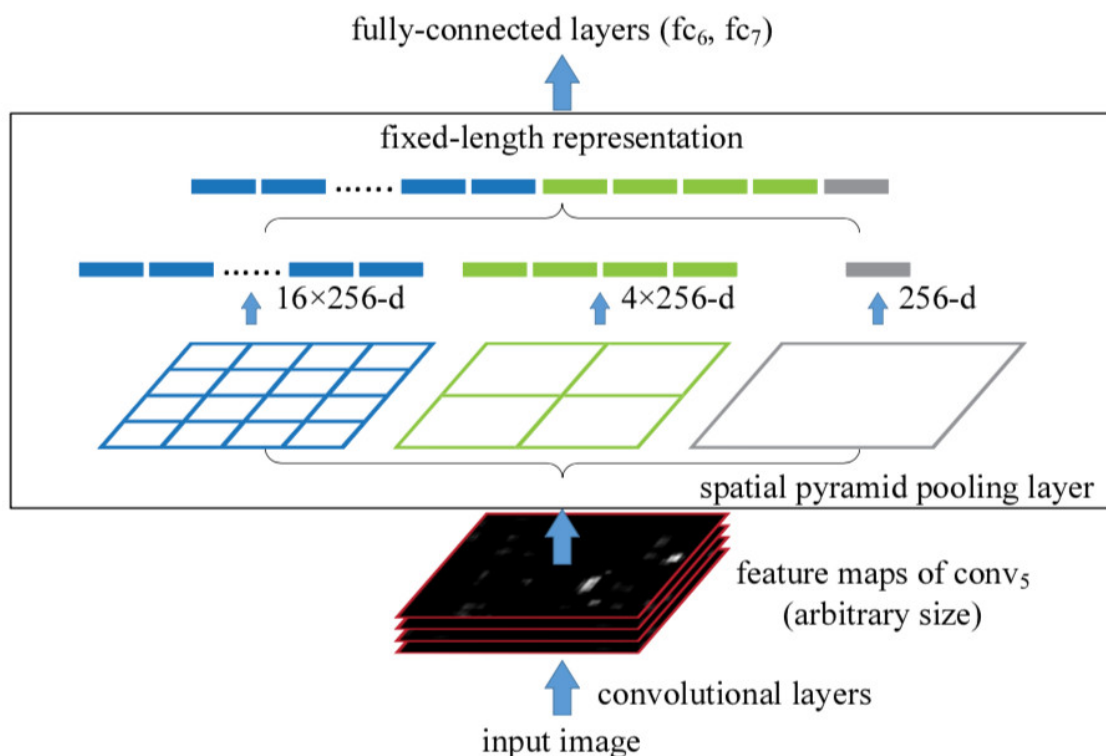 fully-connected layers (fc₆, fc₇)
fixed-length representation
......
......
16×256-d
4×256-d
256-d
spatial pyramid pooling layer
feature maps of conv₅
(arbitrary size)
convolutional layers
input image